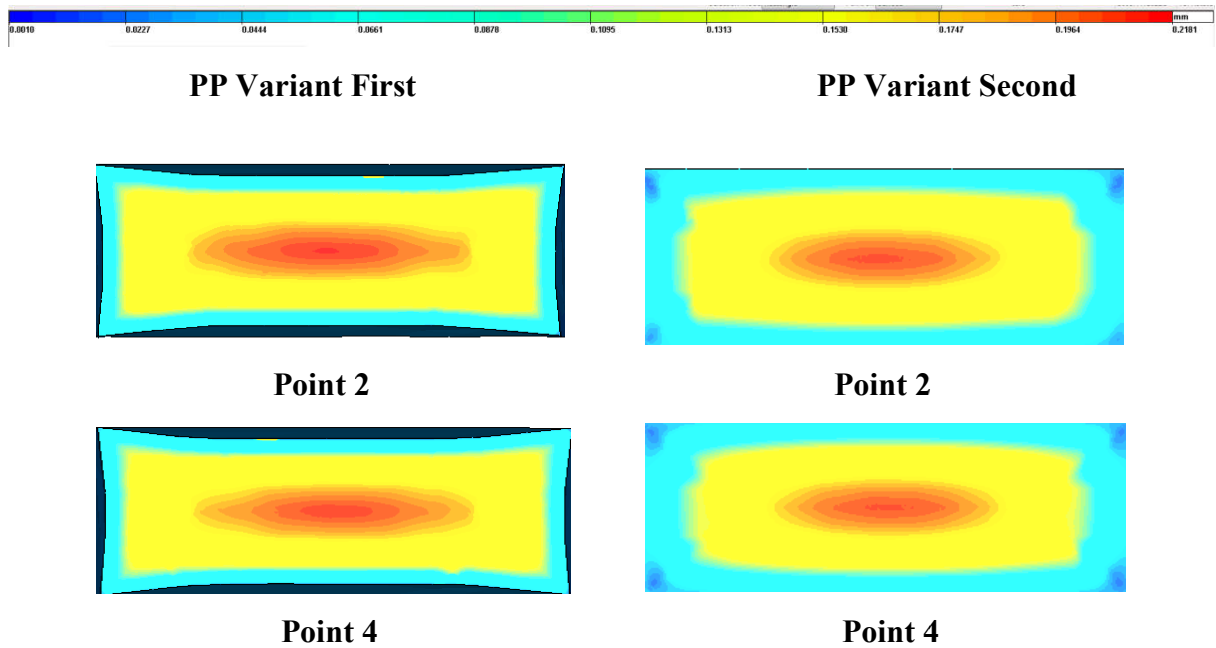 mm
0.0010 0.0227 0.0444 0.0661 0.0878 0.1095 0.1313 0.1530 0.1747 0.1964 0.2181
PP Variant First PP Variant Second
Point 2 Point 2
Point 4 Point 4